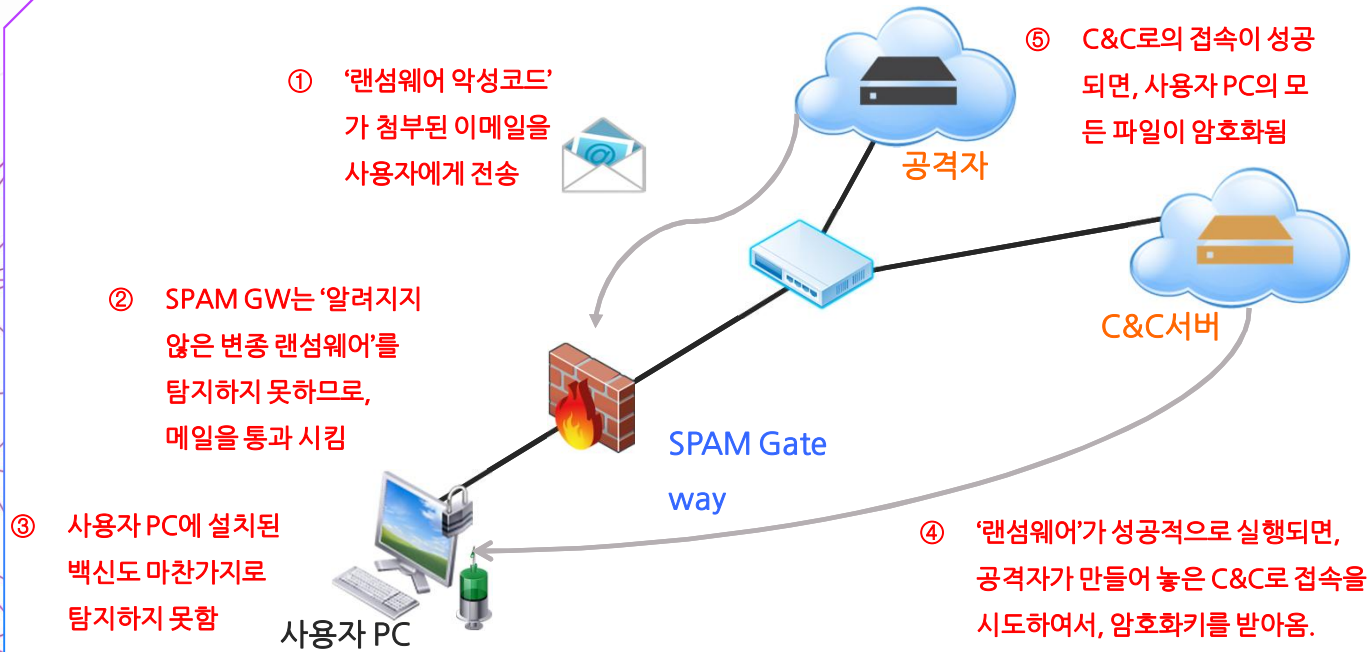 ① ‘랜섬웨어 악성코드’
가 첨부된 이메일을
사용자에게 전송
② SPAM GW는 ‘알려지지
않은 변종 랜섬웨어’를
탐지하지 못하므로,
메일을 통과 시킴
③ 사용자 PC에 설치된
백신도 마찬가지로
탐지하지 못함
사용자 PC
SPAM Gate
way
공격자
C&C서버
④ ‘랜섬웨어’가 성공적으로 실행되면,
공격자가 만들어 놓은 C&C로 접속을
시도하여서, 암호화키를 받아옴.
⑤ C&C로의 접속이 성공
되면, 사용자 PC의 모
든 파일이 암호화됨